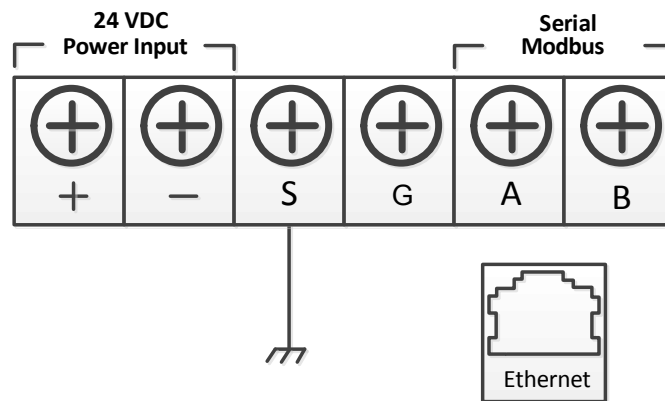 24 VDC
Power Input
Serial
Modbus
+ − S G A B
Ethernet